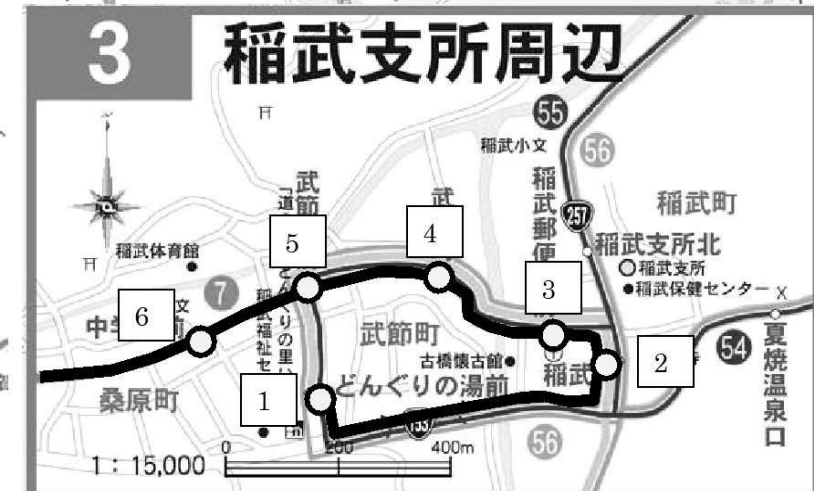 3
稲武支所周辺
55
稲武小文
56
257
稲武町
稲武支所北
稲武支所
稲武保健センター
稲武郵便
武節
武
5
4
3
2
1
6
稲武体育館
7
文
中学
前
桑原町
武節町
古橋懐古館
稲武
どんぐりの湯前
153
56
54
夏焼温泉口
1:15,000
0
200
400m